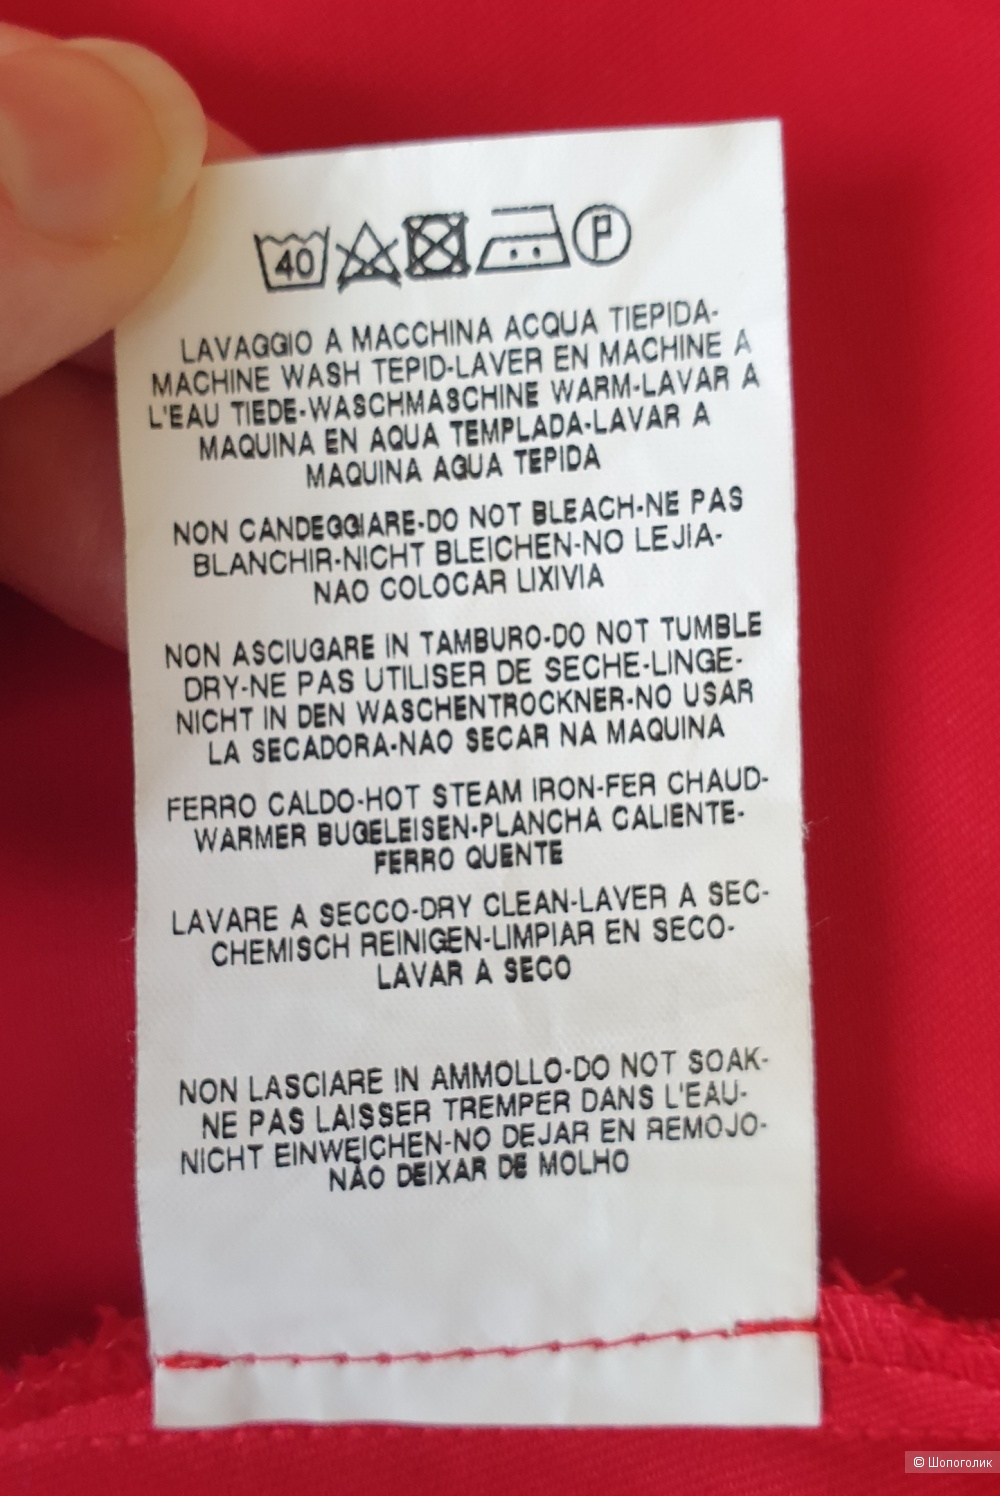 40 P
LAVAGGIO A MACCHINA ACQUA TIEPIDA-
MACHINE WASH TEPID-LAVER EN MACHINE A
L'EAU TIEDE-WASCHMASCHINE WARM-LAVAR A
MAQUINA EN AQUA TEMPLADA-LAVAR A
MAQUINA AGUA TEPIDA
NON CANDEGGIARE-DO NOT BLEACH-NE PAS
BLANCHIR-NICHT BLEICHEN-NO LEJIA-
NAO COLOCAR LIXIVIA
NON ASCIUGARE IN TAMBURO-DO NOT TUMBLE
DRY-NE PAS UTILISER DE SECHE-LINGE-
NICHT IN DEN WASCHENTROCKNER-NO USAR
LA SECADORA-NAO SECAR NA MAQUINA
FERRO CALDO-HOT STEAM IRON-FER CHAUD-
WARMER BUGELEISEN-PLANCHA CALIENTE-
FERRO QUENTE
LAVARE A SECCO-DRY CLEAN-LAVER A SEC-
CHEMISCH REINIGEN-LIMPIAR EN SECO-
LAVAR A SECO
NON LASCIARE IN AMMOLLO-DO NOT SOAK-
NE PAS LAISSER TREMPER DANS L'EAU-
NICHT EINWEICHEN-NO DEJAR EN REMOJO-
NÃO DEIXAR DE MOLHO
© Шопоголик